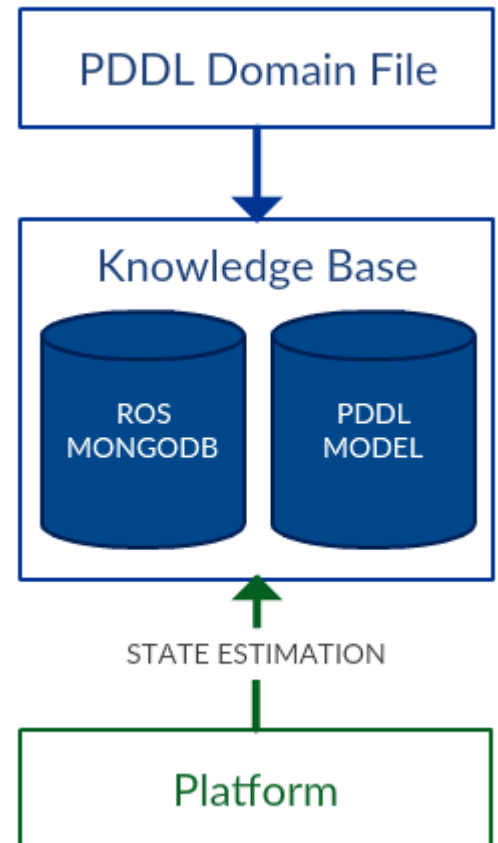 PDDL Domain File
Knowledge Base
ROS
MONGODB
PDDL
MODEL
STATE ESTIMATION
Platform